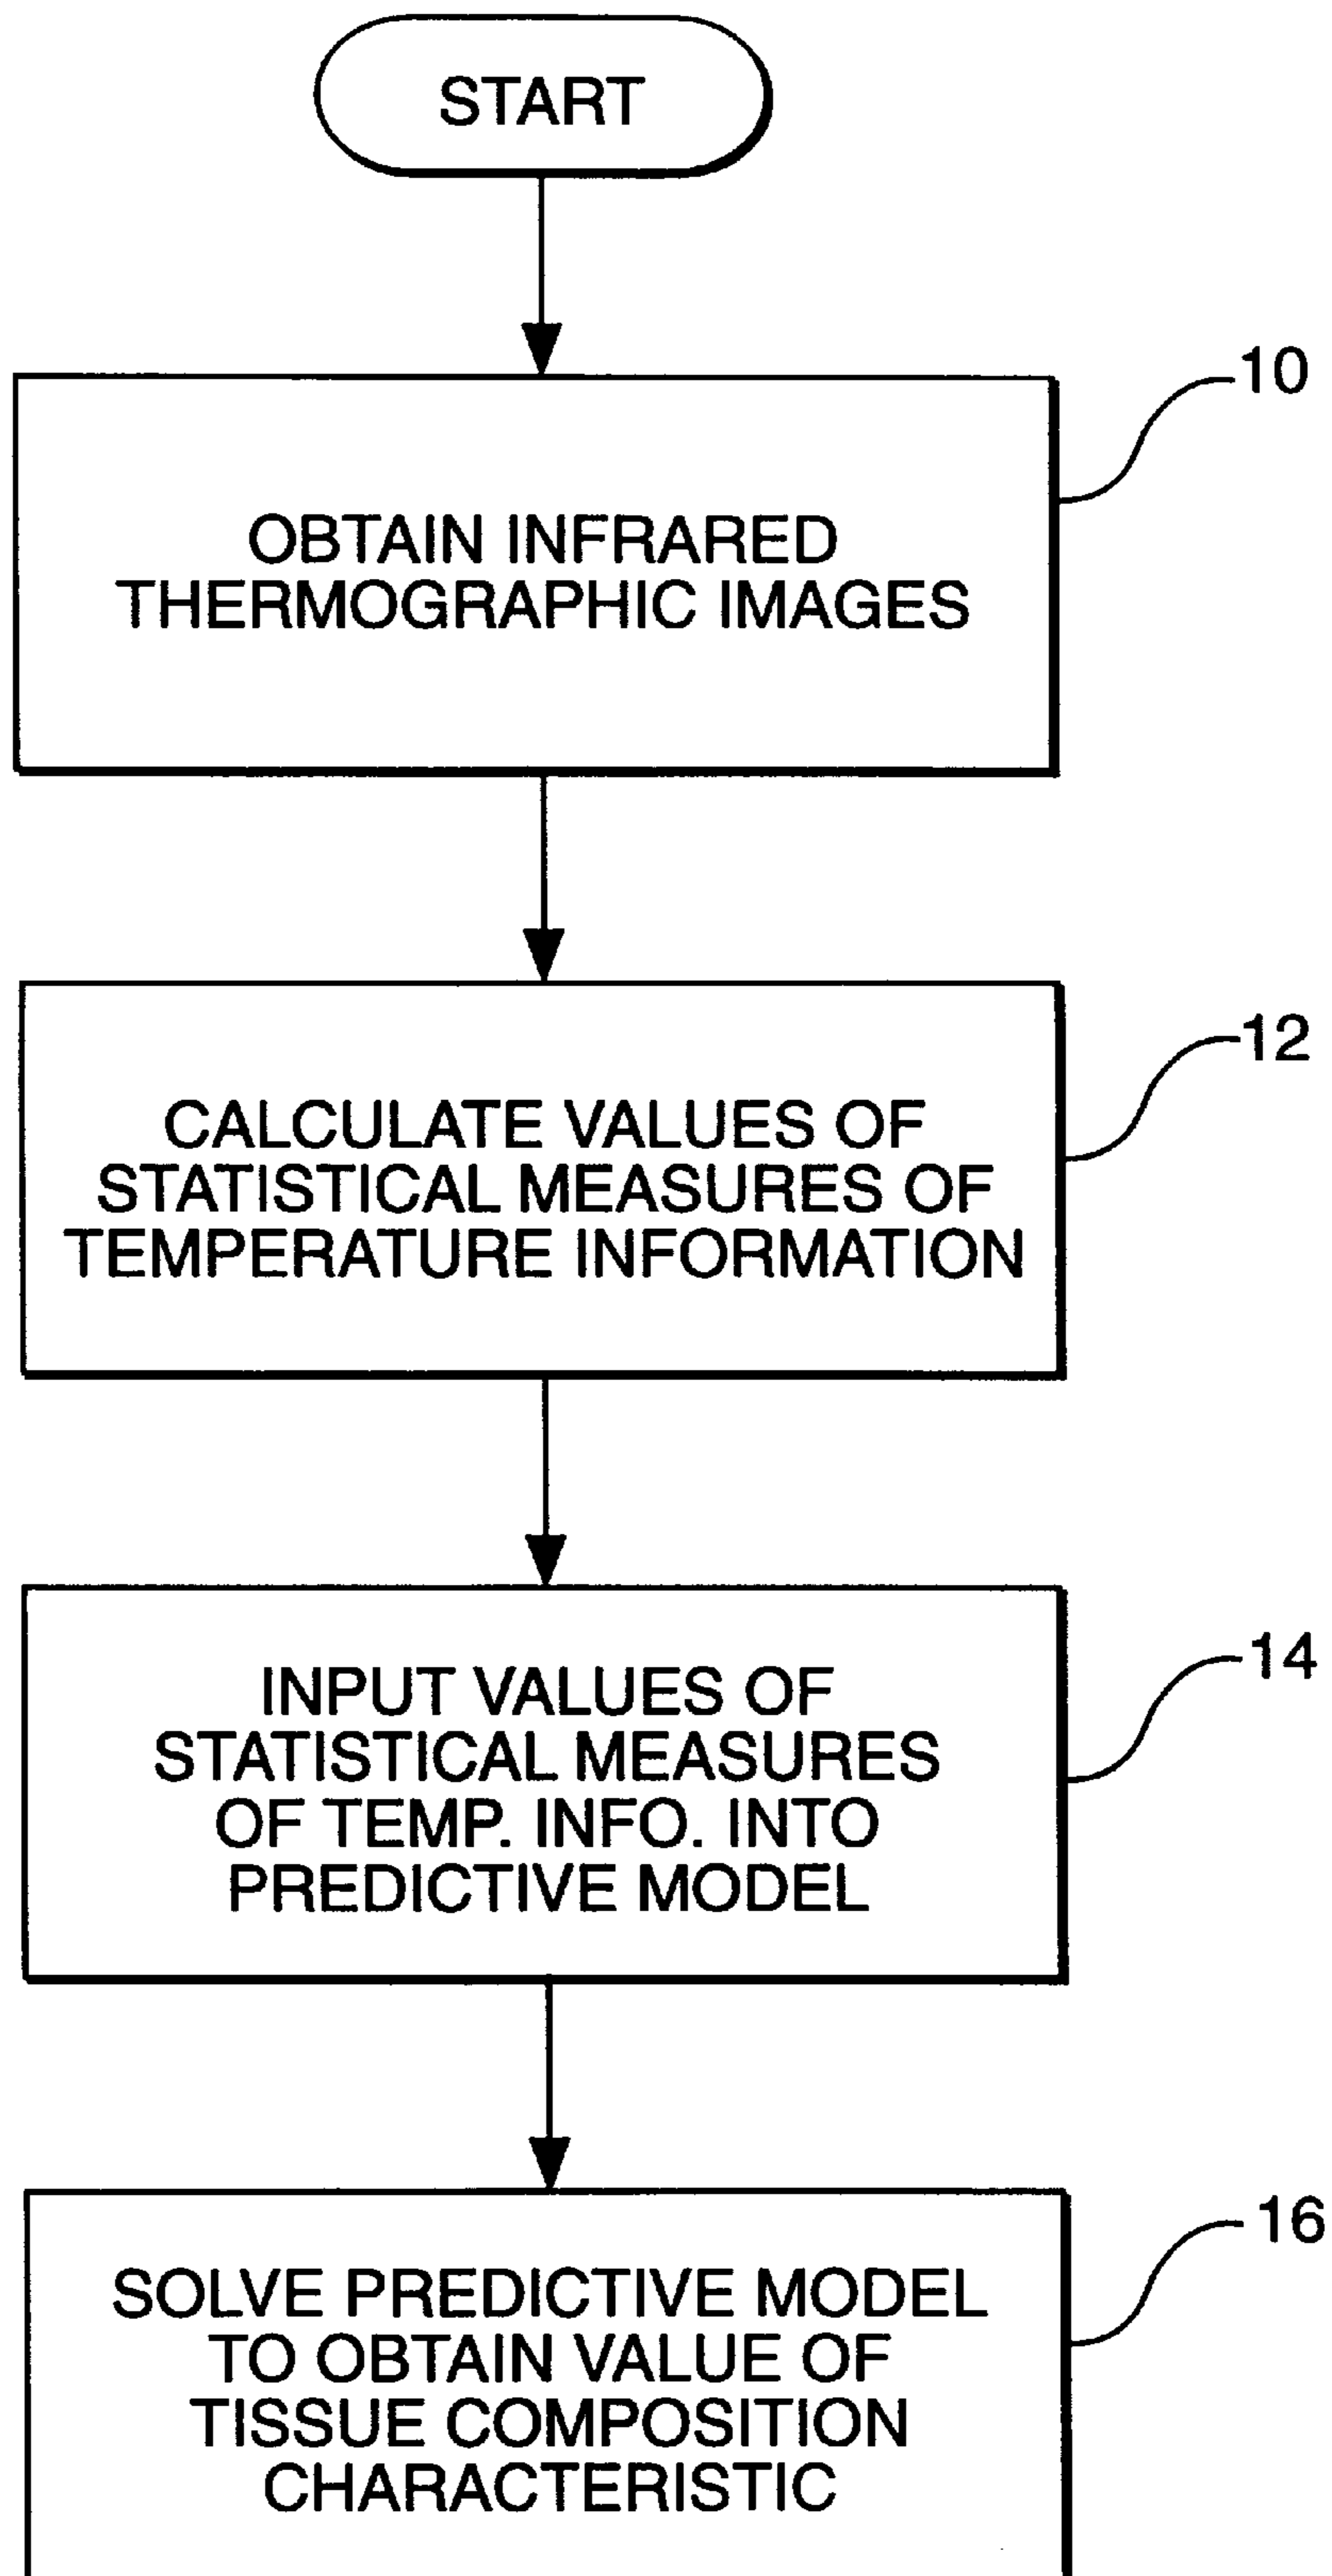 START
10
OBTAIN INFRARED
THERMOGRAPHIC IMAGES
12
CALCULATE VALUES OF
STATISTICAL MEASURES OF
TEMPERATURE INFORMATION
14
INPUT VALUES OF
STATISTICAL MEASURES
OF TEMP. INFO. INTO
PREDICTIVE MODEL
16
SOLVE PREDICTIVE MODEL
TO OBTAIN VALUE OF
TISSUE COMPOSITION
CHARACTERISTIC